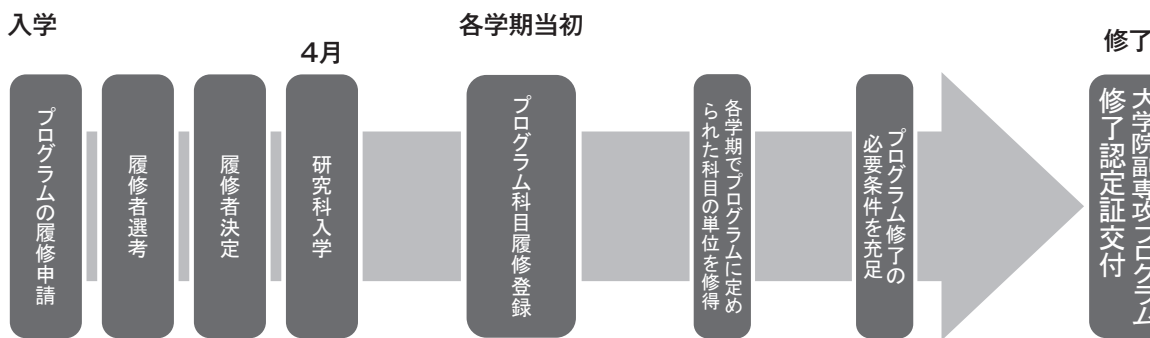 入学
4月
各学期当初
修了
プログラムの履修申請
履修者選考
履修者決定
研究科入学
プログラム科目履修登録
各学期でプログラムに定め
られた科目の単位を修得
プログラム修了の
必要条件を充足
大学院副専攻プログラム
修了認定証交付